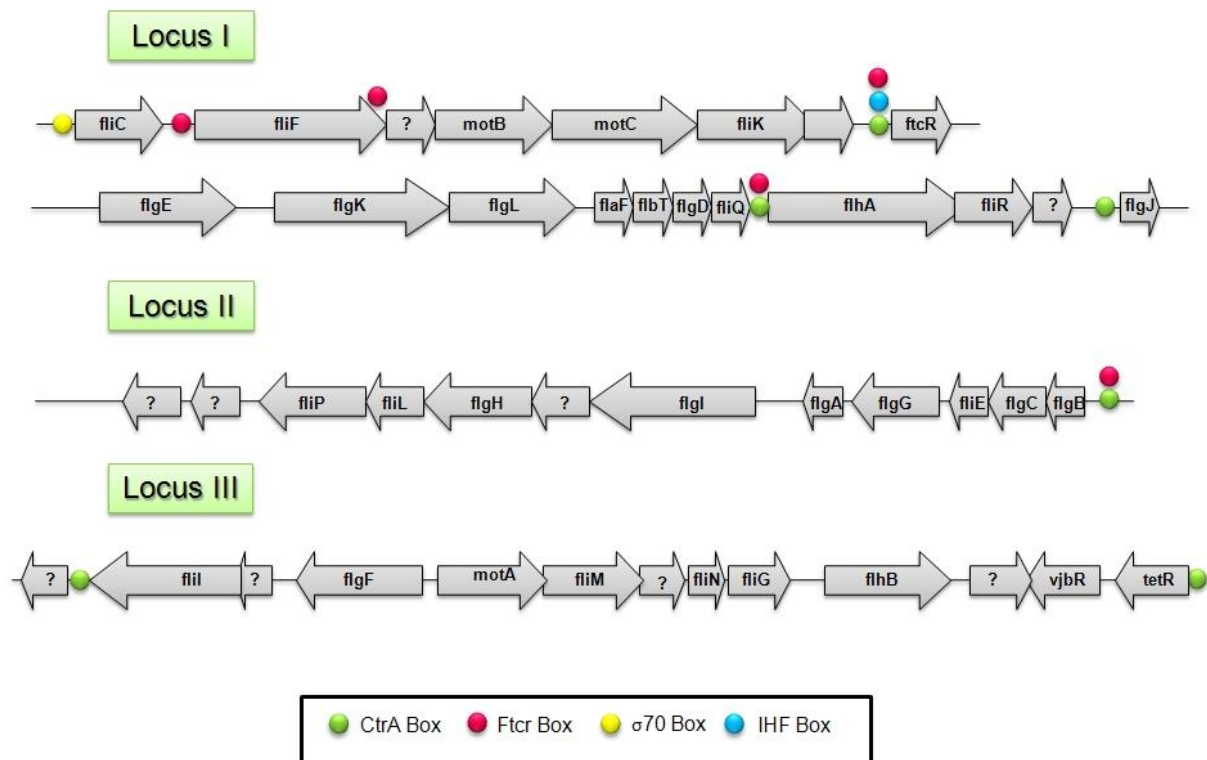 Locus I
fliC fliF ? motB motC fliK ftcR
flgE flgK flgL flaF flbT flgD fliQ flhA fliR ? flgJ
Locus II
? ? fliP fliL flgH ? flgI flgA flgG fliE flgC flgB
Locus III
? fliI ? flgF motA fliM ? fliN fliG flhB ? vjbR tetR
CtrA Box Ftcr Box σ70 Box IHF Box